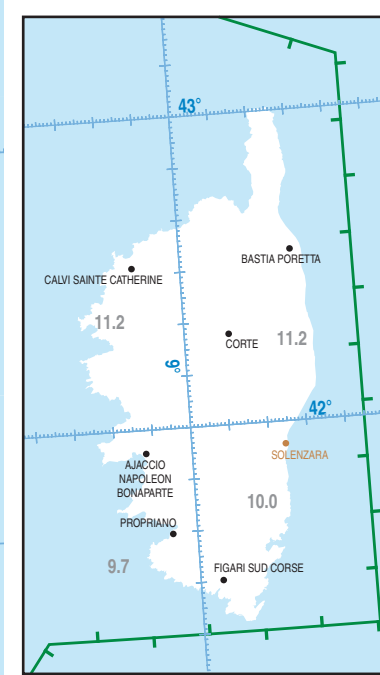 43°
BASTIA PORETTA
CALVI SAINTE CATHERINE
11.2
11.2
CORTE
9°
42°
SOLENZARA
AJACCIO
NAPOLEON
BONAPARTE
10.0
PROPRIANO
9.7
FIGARI SUD CORSE